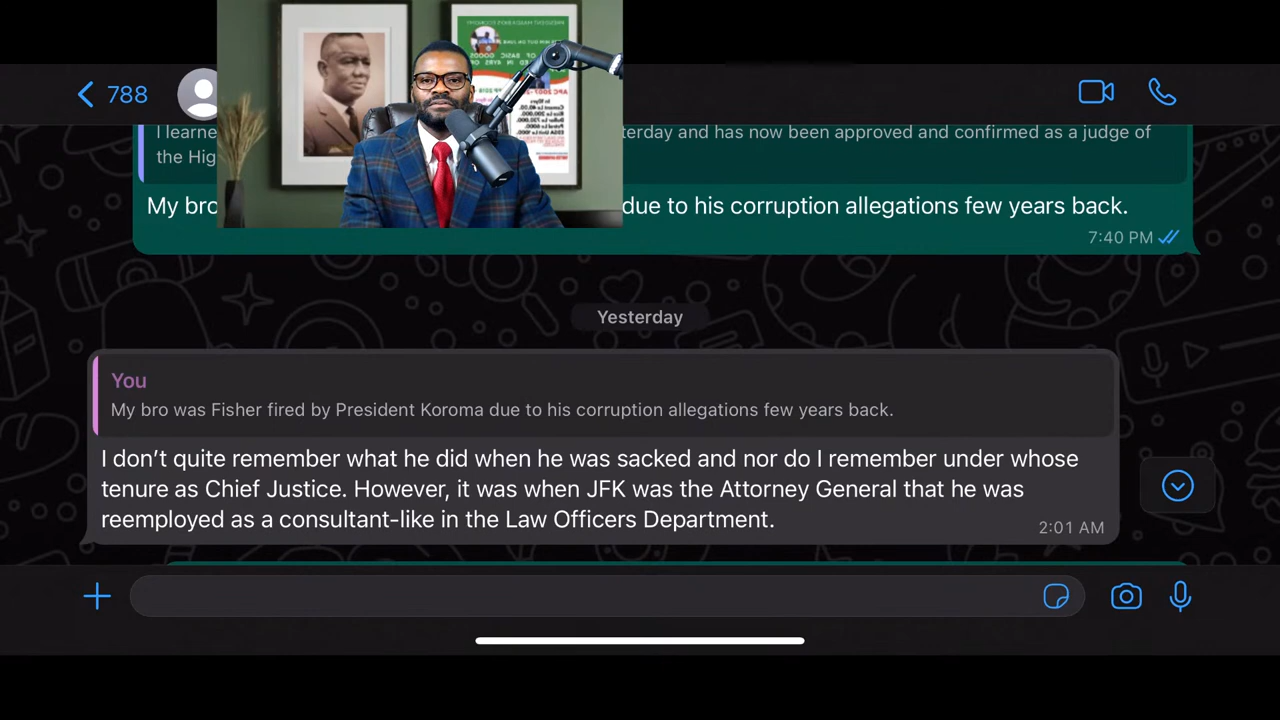 788
I learne
terday and has now been approved and confirmed as a judge of
the Hig
My bro
due to his corruption allegations few years back.
7:40 PM
Yesterday
You
My bro was Fisher fired by President Koroma due to his corruption allegations few years back.
I don’t quite remember what he did when he was sacked and nor do I remember under whose
tenure as Chief Justice. However, it was when JFK was the Attorney General that he was
reemployed as a consultant-like in the Law Officers Department.
2:01 AM